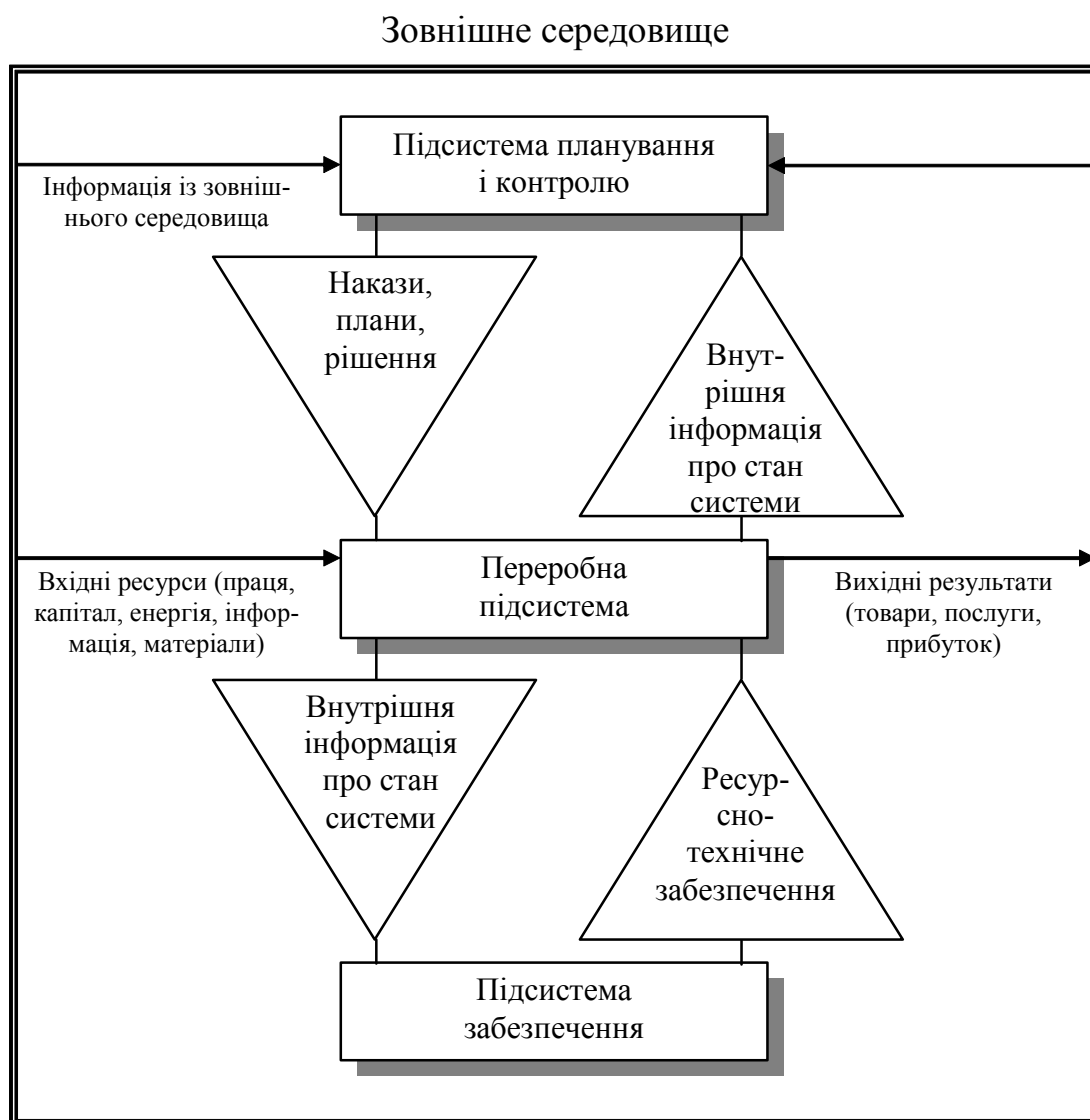 Зовнішнє середовище
Підсистема планування
і контролю
Інформація із зовніш-
нього середовища
Накази,
плани,
рішення
Внут-
рішня
інформація
про стан
системи
Переробна
підсистема
Вхідні ресурси (праця,
капітал, енергія, інфор-
мація, матеріали)
Вихідні результати
(товари, послуги,
прибуток)
Внутрішня
інформація
про стан
системи
Ресур-
сно-
технічне
забезпечення
Підсистема
забезпечення